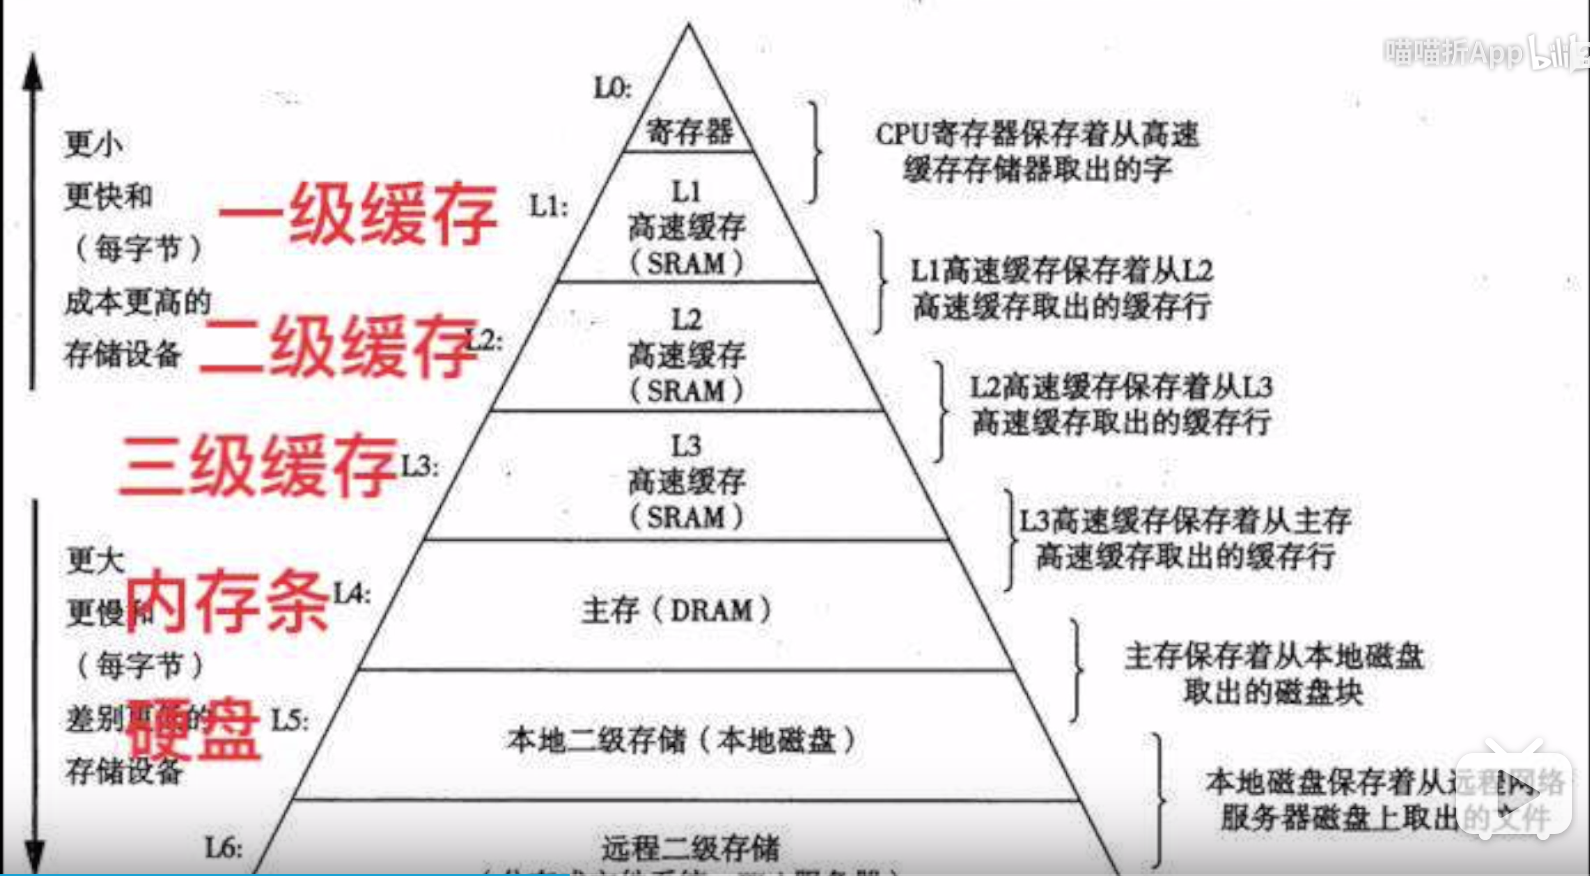 喵喵折App bili
L0:
寄存器
CPU寄存器保存着从高速
缓存存储器取出的字
更小
更快和
（每字节）
成本更高的
存储设备
一级缓存
L1:
L1
高速缓存
（SRAM）
L1高速缓存保存着从L2
高速缓存取出的缓存行
二级缓存
L2:
L2
高速缓存
（SRAM）
L2高速缓存保存着从L3
高速缓存取出的缓存行
三级缓存
L3:
L3
高速缓存
（SRAM）
L3高速缓存保存着从主存
高速缓存取出的缓存行
更大
更慢和
（每字节）
差别 的
存储设备
内存条
L4:
主存（DRAM）
主存保存着从本地磁盘
取出的磁盘块
硬盘
L5:
本地二级存储（本地磁盘）
本地磁盘保存着从远程网络
服务器磁盘上取出的文件
L6:
远程二级存储